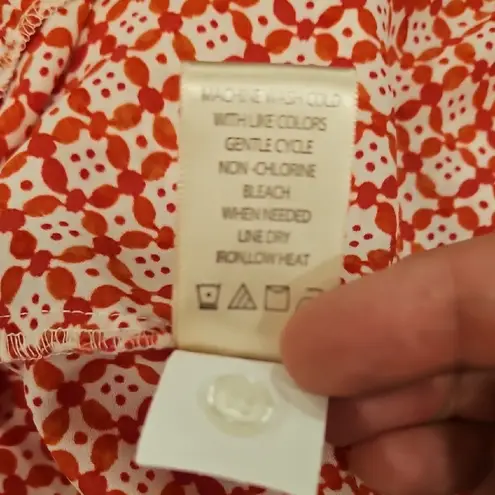 MACHINE WASH COLD
WITH LIKE COLORS
GENTLE CYCLE
NON-CHLORINE
BLEACH
WHEN NEEDED
LINE DRY
IRON,LOW HEAT